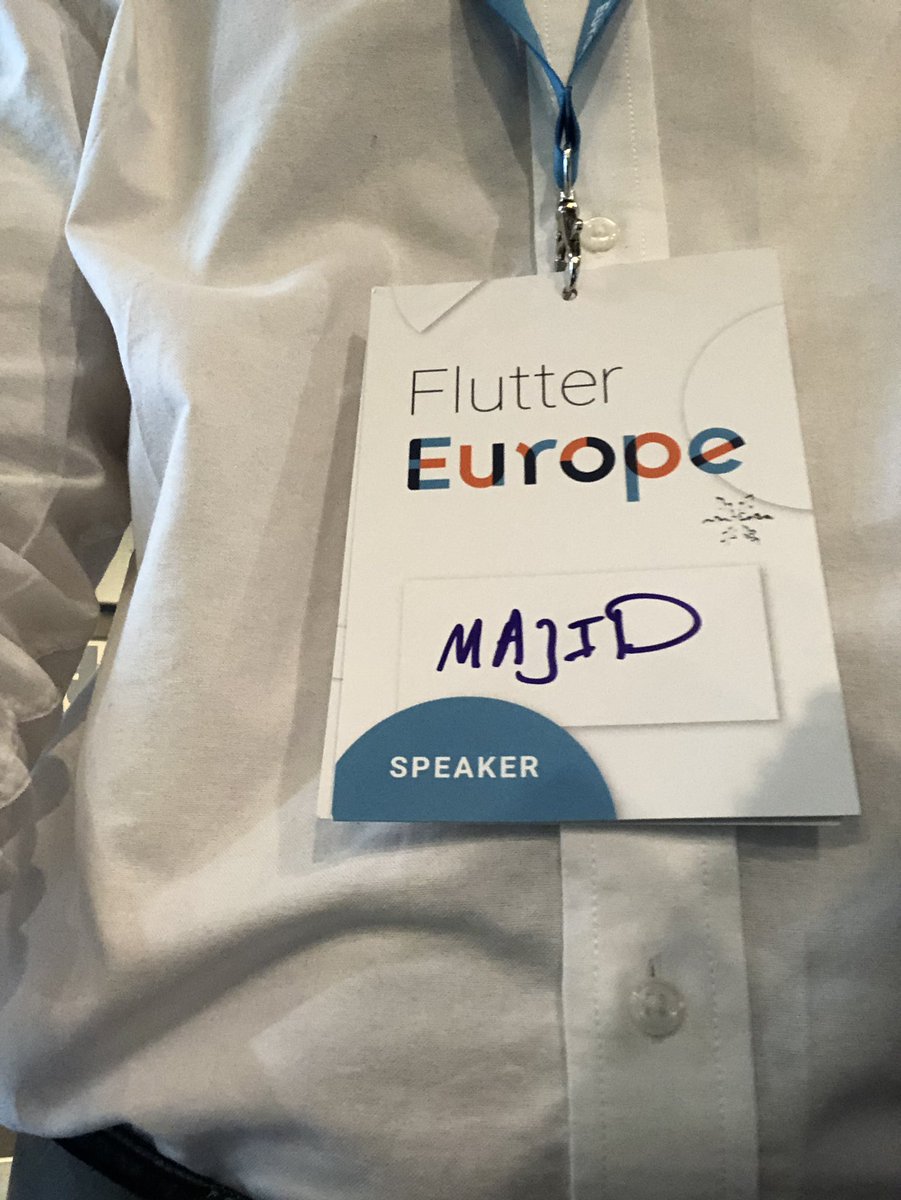 Flutter
Europe
MAJID
SPEAKER